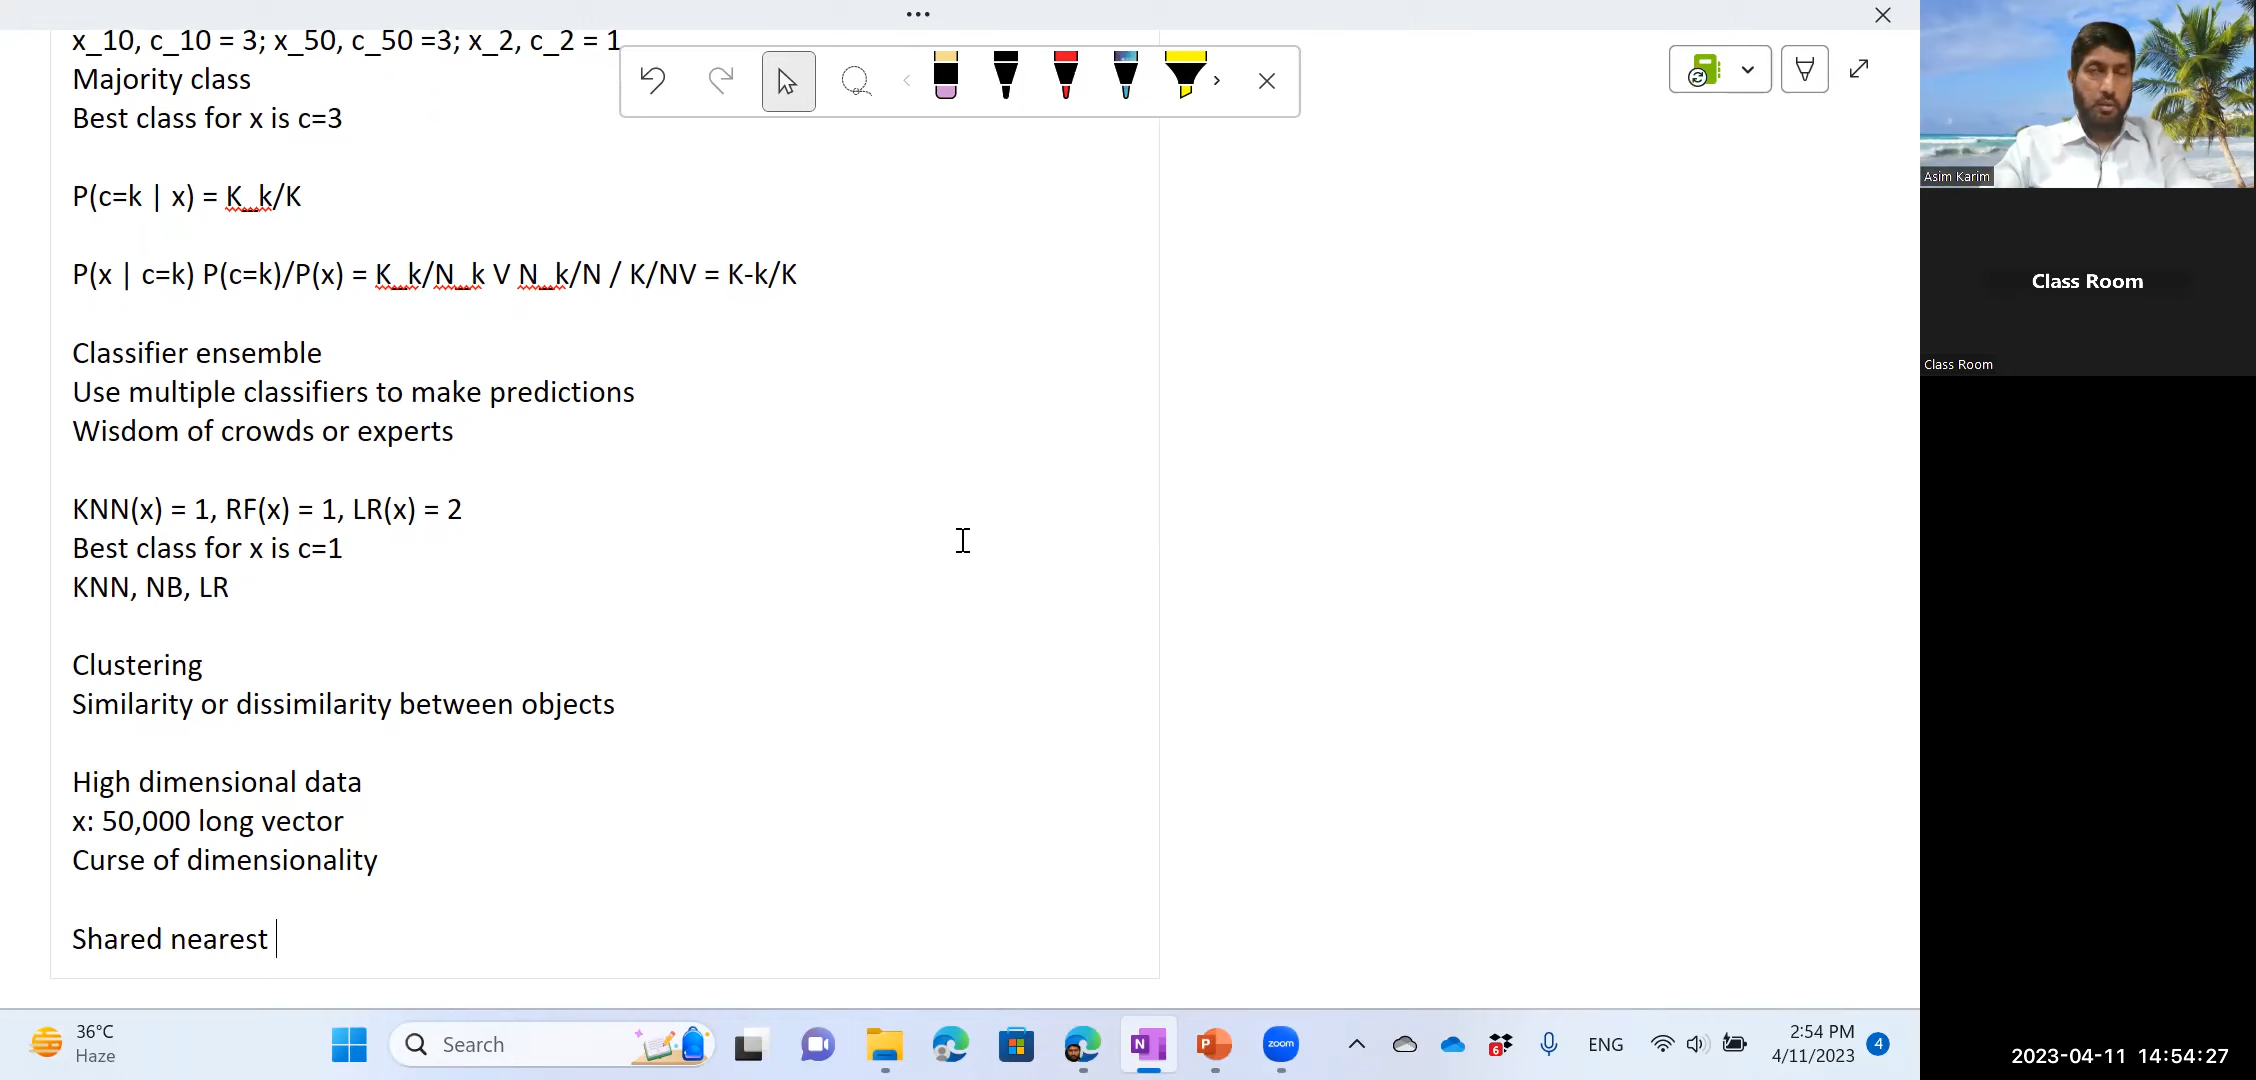 x_10, c_10 = 3; x_50, c_50 =3; x_2, c_2 = 1
Majority class
Best class for x is c=3
P(c=k | x) = K_k/K
P(x | c=k) P(c=k)/P(x) = K_k/N_k V N_k/N / K/NV = K-k/K
Classifier ensemble
Use multiple classifiers to make predictions
Wisdom of crowds or experts
KNN(x) = 1, RF(x) = 1, LR(x) = 2
Best class for x is c=1
KNN, NB, LR
Clustering
Similarity or dissimilarity between objects
High dimensional data
x: 50,000 long vector
Curse of dimensionality
Shared nearest
Asim Karim
Class Room
Class Room
36°C
Haze
Search
N
P
zoom
6
ENG
2:54 PM
4/11/2023
4
2023-04-11 14:54:27